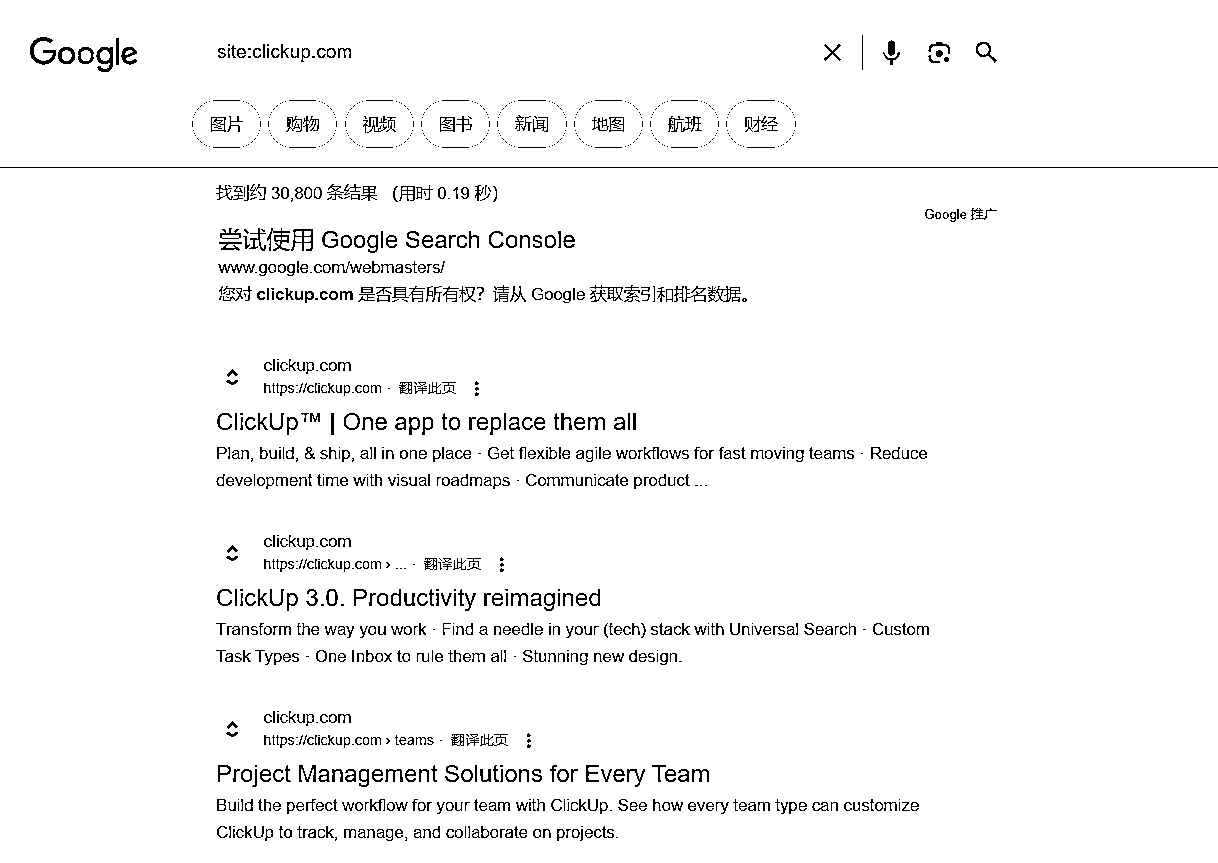 Google
site:clickup.com
图片 购物 视频 图书 新闻 地图 航班 财经
找到约 30,800 条结果 （用时 0.19 秒）
Google 推广
尝试使用 Google Search Console
www.google.com/webmasters/
您对 clickup.com 是否具有所有权？请从 Google 获取索引和排名数据。
clickup.com
https://clickup.com · 翻译此页
ClickUp™ | One app to replace them all
Plan, build, & ship, all in one place · Get flexible agile workflows for fast moving teams · Reduce
development time with visual roadmaps · Communicate product ...
clickup.com
https://clickup.com › ... · 翻译此页
ClickUp 3.0. Productivity reimagined
Transform the way you work · Find a needle in your (tech) stack with Universal Search · Custom
Task Types · One Inbox to rule them all · Stunning new design.
clickup.com
https://clickup.com › teams · 翻译此页
Project Management Solutions for Every Team
Build the perfect workflow for your team with ClickUp. See how every team type can customize
ClickUp to track, manage, and collaborate on projects.